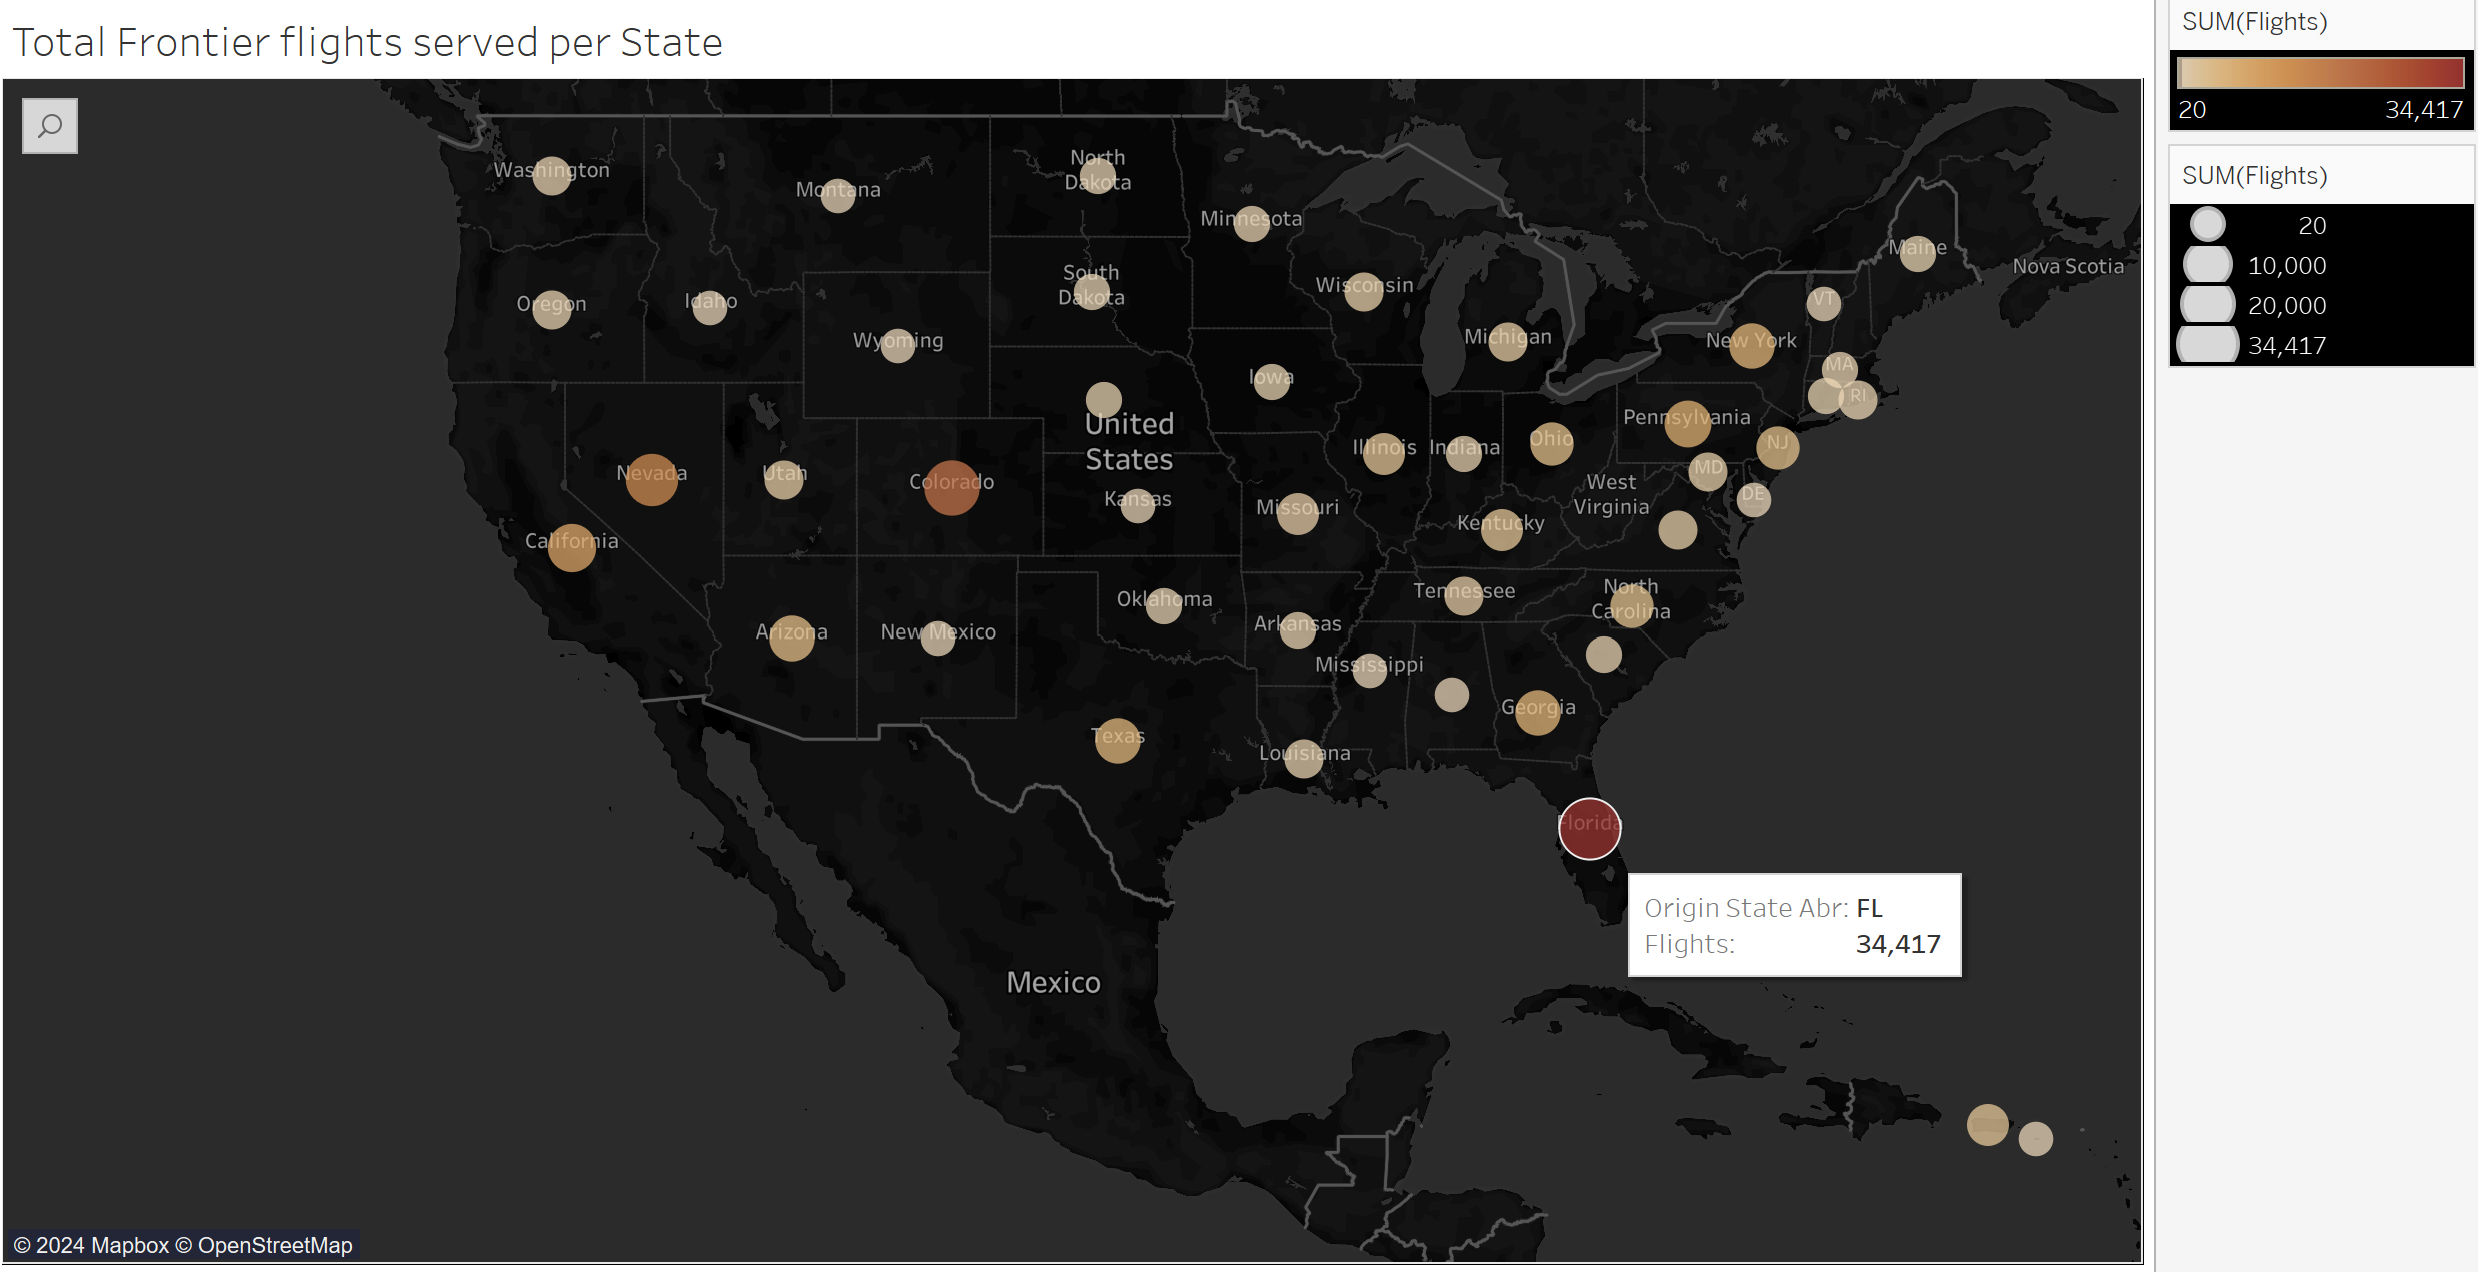 Total Frontier flights served per State
SUM(Flights)
20
34,417
SUM(Flights)
20
10,000
20,000
34,417
Washington
Montana
North
Dakota
Minnesota
Maine
Nova Scotia
Oregon
Idaho
South
Dakota
Wisconsin
VT
Wyoming
Michigan
New York
MA
Iowa
RI
United
States
Pennsylvania
NJ
Nevada
Utah
Colorado
Kansas
Illinois
Indiana
Ohio
MD
West
Virginia
DE
California
Missouri
Kentucky
Oklahoma
Tennessee
North
Carolina
Arizona
New Mexico
Arkansas
Mississippi
Georgia
Texas
Louisiana
Florida
Origin State Abr: FL
Flights: 34,417
Mexico
© 2024 Mapbox © OpenStreetMap